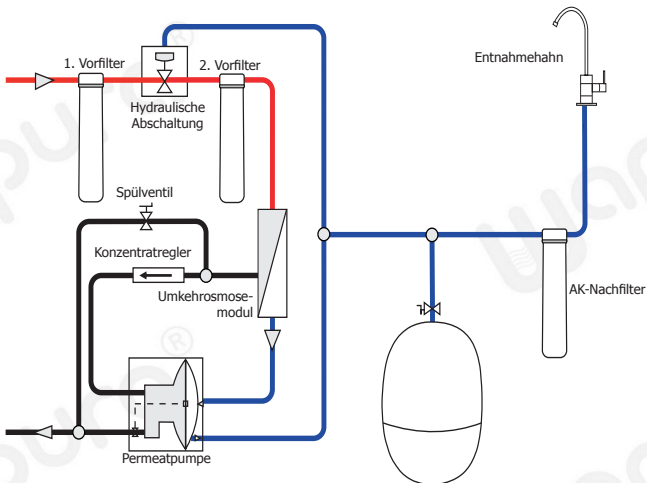 1. Vorfilter
2. Vorfilter
Entnahmehahn
Hydraulische
Abschaltung
Spülventil
Konzentratregler
Umkehrosmose-
modul
AK-Nachfilter
Permeatpumpe